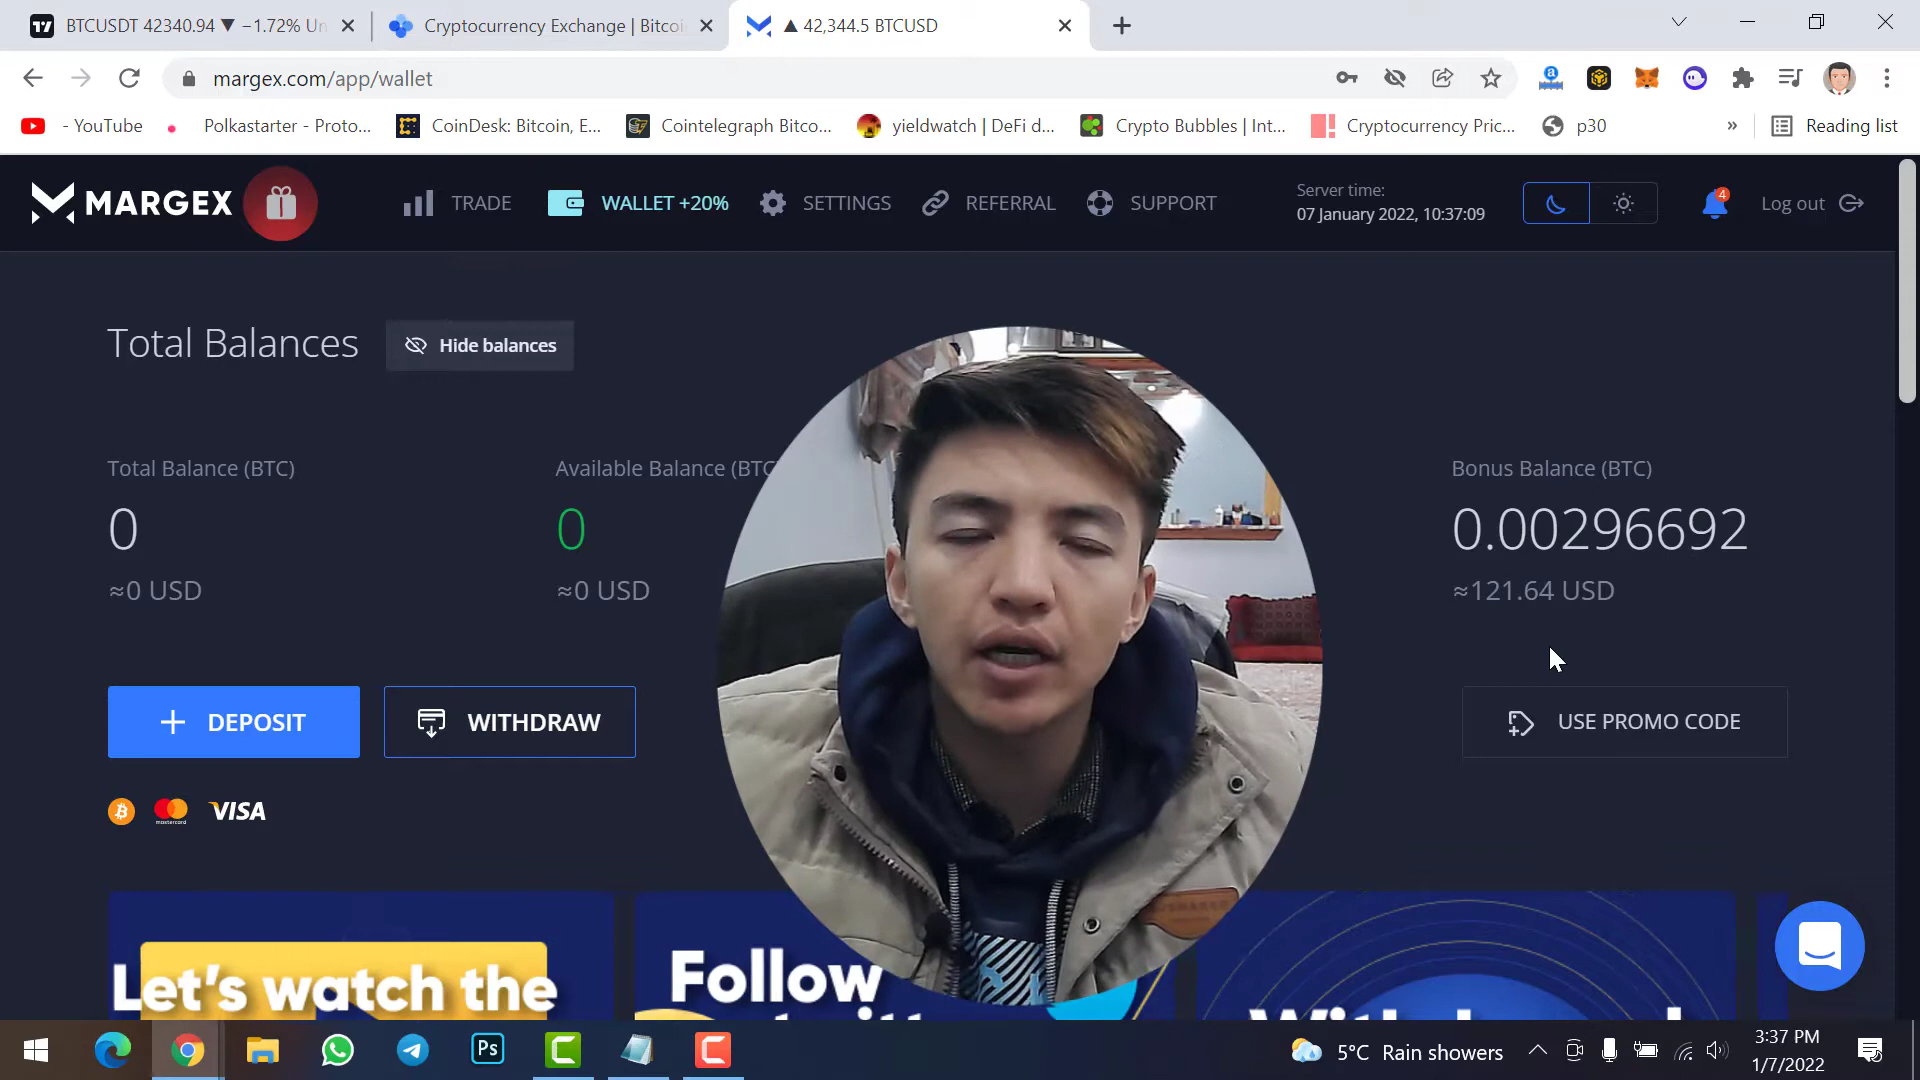 BTCUSDT 42340.94 ▼ −1.72% Un
Cryptocurrency Exchange | Bitcoi
▲ 42,344.5 BTCUSD
margex.com/app/wallet
- YouTube
Polkastarter - Proto...
CoinDesk: Bitcoin, E...
Cointelegraph Bitco...
yieldwatch | DeFi d...
Crypto Bubbles | Int...
Cryptocurrency Pric...
p30
»
Reading list
MARGEX
TRADE
WALLET +20%
SETTINGS
REFERRAL
SUPPORT
Server time:
07 January 2022, 10:37:09
4
Log out
Total Balances
Hide balances
Total Balance (BTC)
0
≈0 USD
Available Balance (BTC
0
≈0 USD
Bonus Balance (BTC)
0.00296692
≈121.64 USD
DEPOSIT
WITHDRAW
USE PROMO CODE
mastercard
VISA
Let's watch the
Follow
Ps
5°C Rain showers
3:37 PM
1/7/2022